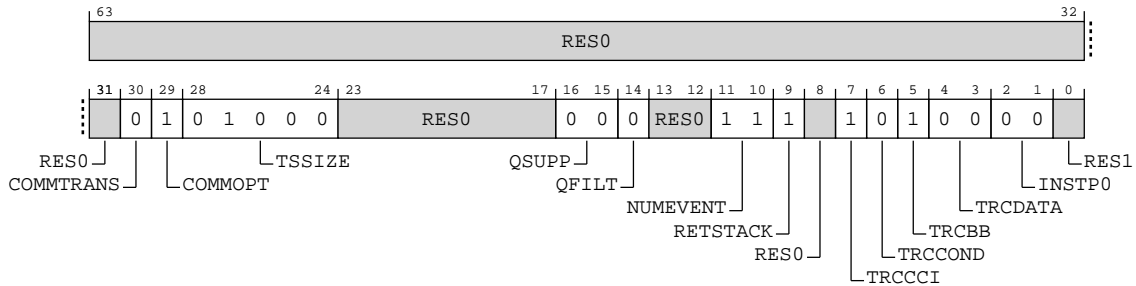 63 32
RES0
31 30 29 28 24 23 17 16 15 14 13 12 11 10 9 8 7 6 5 4 3 2 1 0
0 1 0 1 0 0 0 RES0 0 0 0 RES0 1 1 1 1 0 1 0 0 0 0
RES0 TSSIZE QSUPP RES1
COMMTRANS COMMOPT QFILT INSTP0
NUMEVENT TRCDATA
RETSTACK TRCBB
RES0 TRCCOND
TRCCCI